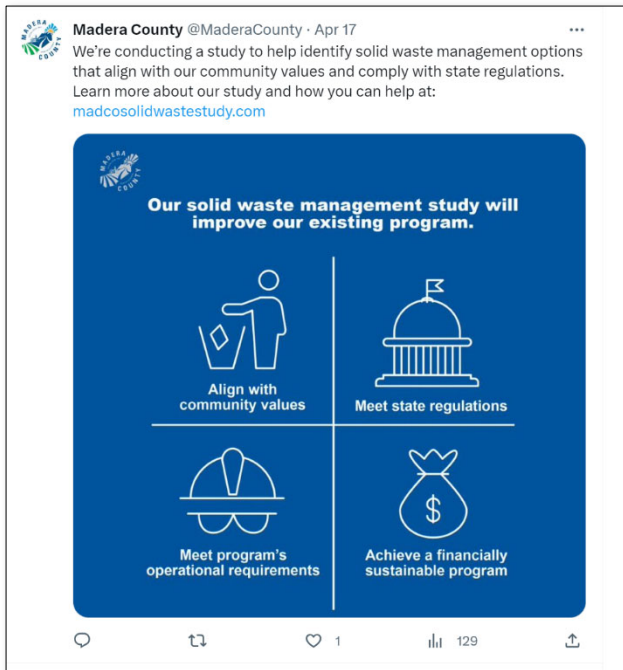 Madera County @MaderaCounty · Apr 17
We're conducting a study to help identify solid waste management options
that align with our community values and comply with state regulations.
Learn more about our study and how you can help at:
madcosolidwastestudy.com
MADERA
COUNTY
Our solid waste management study will
improve our existing program.
Align with
community values
Meet state regulations
$
Meet program's
operational requirements
Achieve a financially
sustainable program
1
129